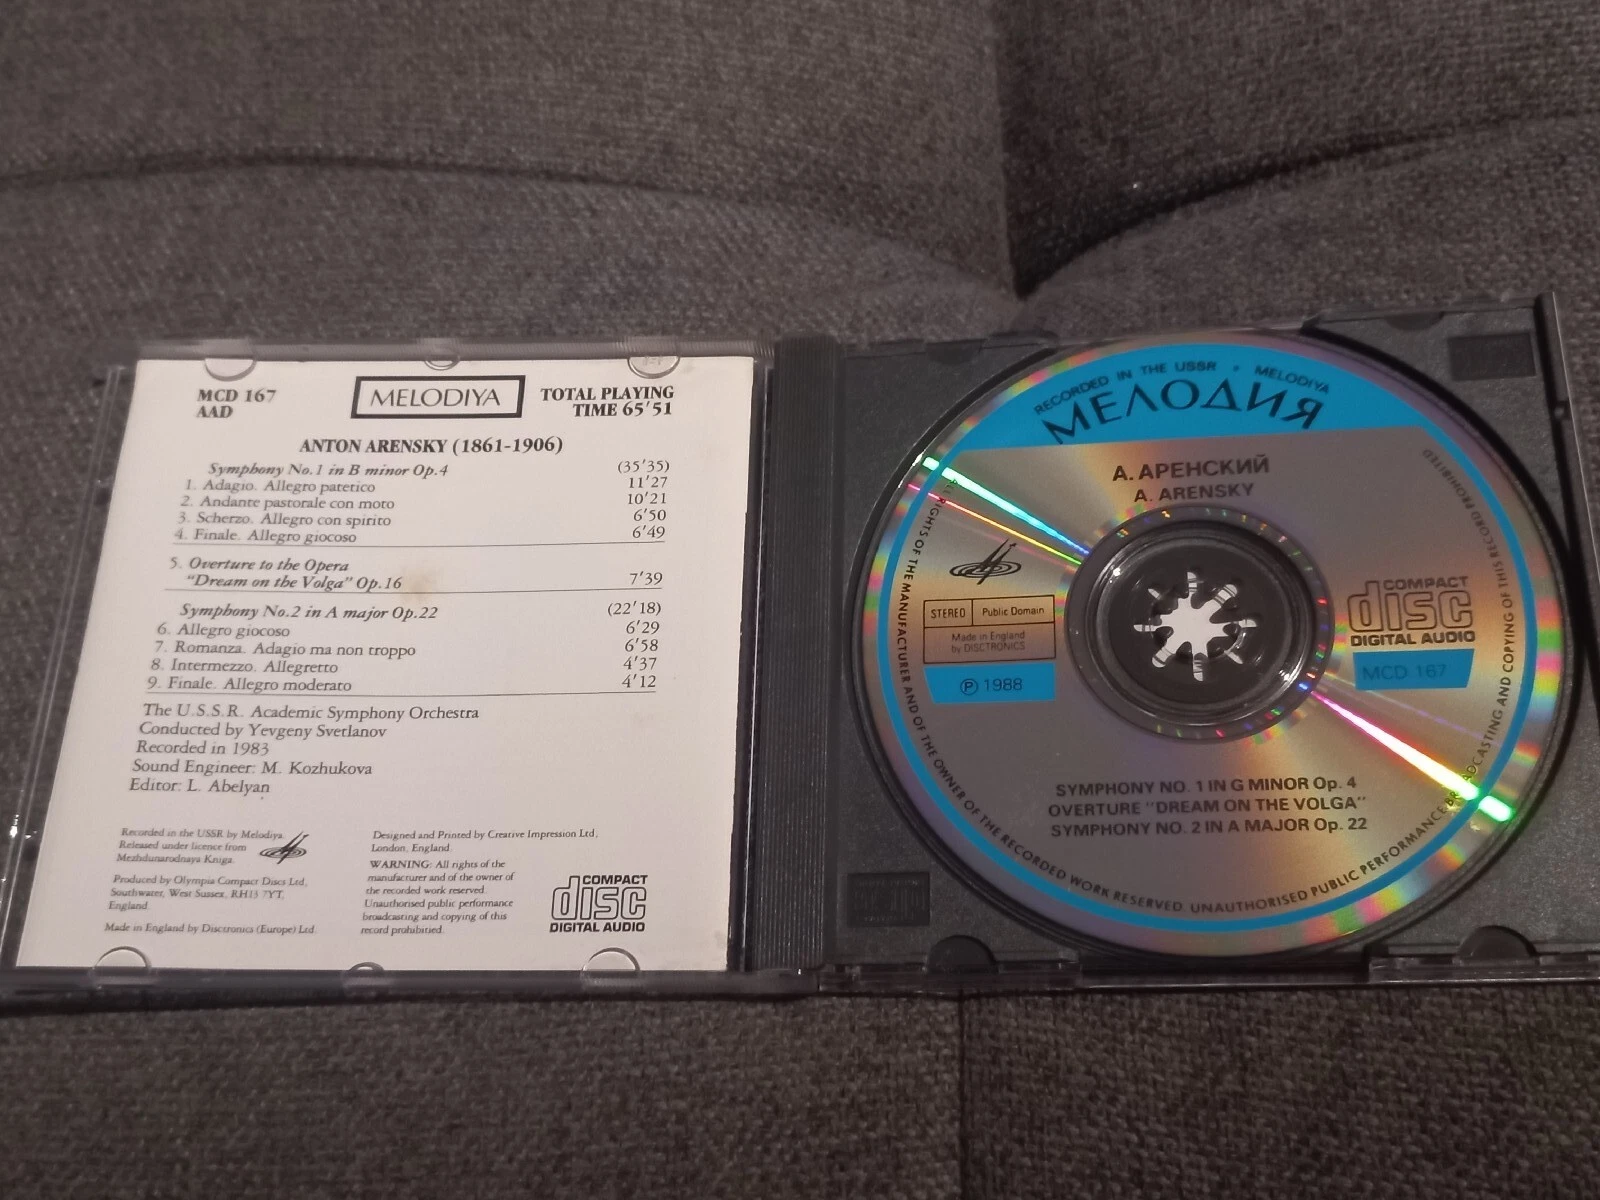 MCD 167
AAD
MELODIYA
TOTAL PLAYING
TIME 65'51
ANTON ARENSKY (1861-1906)
Symphony No.1 in B minor Op.4 (35'35)
1. Adagio. Allegro patetico 11'27
2. Andante pastorale con moto 10'21
3. Scherzo. Allegro con spirito 6'50
4. Finale. Allegro giocoso 6'49
5. Overture to the Opera
"Dream on the Volga" Op.16 7'39
Symphony No.2 in A major Op.22 (22'18)
6. Allegro giocoso 6'29
7. Romanza. Adagio ma non troppo 6'58
8. Intermezzo. Allegretto 4'37
9. Finale. Allegro moderato 4'12
The U.S.S.R. Academic Symphony Orchestra
Conducted by Yevgeny Svetlanov
Recorded in 1983
Sound Engineer: M. Kozhukova
Editor: L. Abelyan
Recorded in the USSR by Melodiya
Released under licence from
Mezhdunarodnaya Kniga.
Produced by Olympia Compact Discs Ltd,
Southwater, West Sussex, RH13 7YT,
England.
Made in England by Disctronics (Europe) Ltd.
Designed and Printed by Creative Impression Ltd,
London, England.
WARNING: All rights of the
manufacturer and of the owner of
the recorded work reserved.
Unauthorised public performance
broadcasting and copying of this
record prohibitied.
COMPACT
disc
DIGITAL AUDIO
RECORDED IN THE USSR • MELODIYA
МЕЛОДИЯ
А. АРЕНСКИЙ
A. ARENSKY
STEREO
Public Domain
Made in England
by DISCTRONICS
℗ 1988
COMPACT
disc
DIGITAL AUDIO
MCD 167
SYMPHONY NO. 1 IN G MINOR Op. 4
OVERTURE "DREAM ON THE VOLGA"
SYMPHONY NO. 2 IN A MAJOR Op. 22
ALL RIGHTS OF THE MANUFACTURER AND OF THE OWNER OF THE RECORDED WORK RESERVED. UNAUTHORISED PUBLIC PERFORMANCE BROADCASTING AND COPYING OF THIS RECORD PROHIBITED